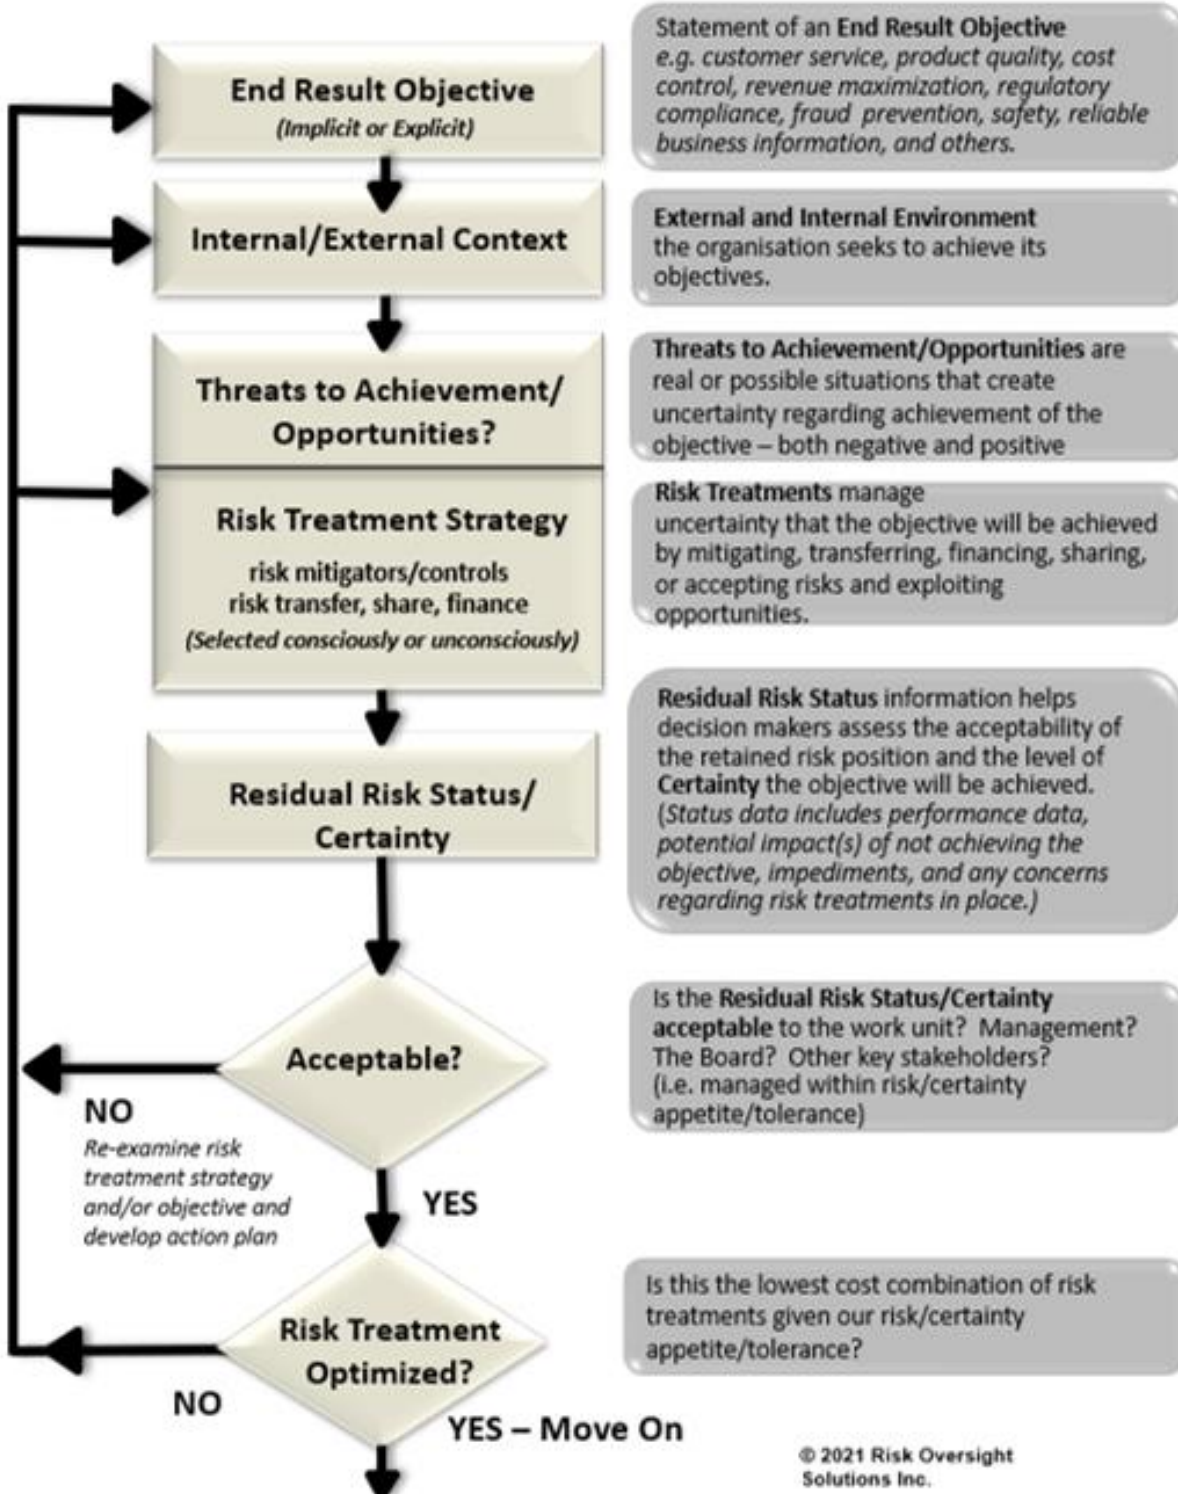 End Result Objective
(Implicit or Explicit)
Statement of an End Result Objective
e.g. customer service, product quality, cost
control, revenue maximization, regulatory
compliance, fraud prevention, safety, reliable
business information, and others.
Internal/External Context
External and Internal Environment
the organisation seeks to achieve its
objectives.
Threats to Achievement/
Opportunities?
Threats to Achievement/Opportunities are
real or possible situations that create
uncertainty regarding achievement of the
objective – both negative and positive
Risk Treatment Strategy
risk mitigators/controls
risk transfer, share, finance
(Selected consciously or unconsciously)
Risk Treatments manage
uncertainty that the objective will be achieved
by mitigating, transferring, financing, sharing,
or accepting risks and exploiting
opportunities.
Residual Risk Status/
Certainty
Residual Risk Status information helps
decision makers assess the acceptability of
the retained risk position and the level of
Certainty the objective will be achieved.
(Status data includes performance data,
potential impact(s) of not achieving the
objective, impediments, and any concerns
regarding risk treatments in place.)
Acceptable?
Is the Residual Risk Status/Certainty
acceptable to the work unit? Management?
The Board? Other key stakeholders?
(i.e. managed within risk/certainty
appetite/tolerance)
NO
Re-examine risk
treatment strategy
and/or objective and
develop action plan
YES
Risk Treatment
Optimized?
Is this the lowest cost combination of risk
treatments given our risk/certainty
appetite/tolerance?
NO
YES – Move On
© 2021 Risk Oversight
Solutions Inc.